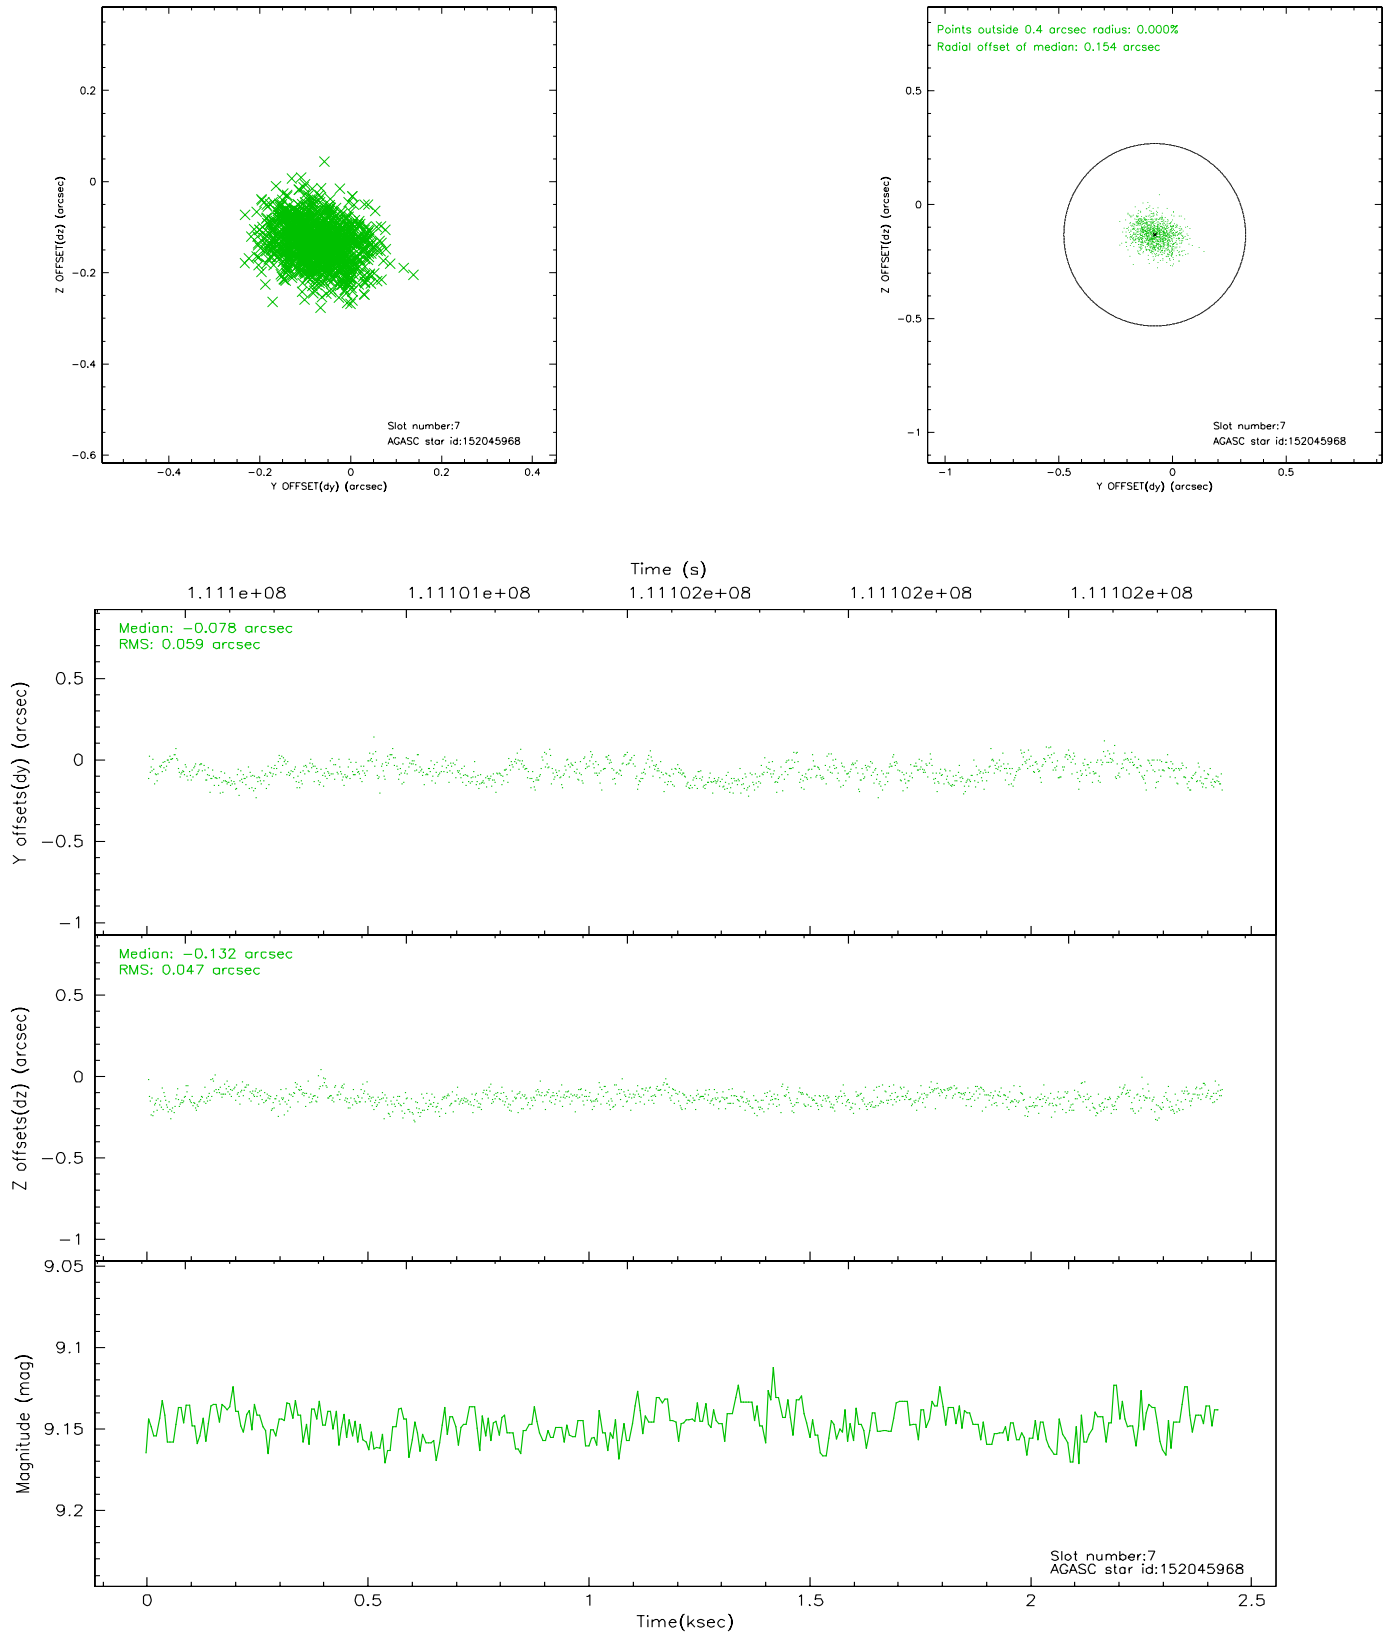 0.2
0
-0.2
-0.4
-0.6
Z OFFSET(dz) (arcsec)
Slot number:7
AGASC star id:152045968
-0.4 -0.2 0 0.2 0.4
Y OFFSET(dy) (arcsec)
Points outside 0.4 arcsec radius: 0.000%
Radial offset of median: 0.154 arcsec
0.5
0
-0.5
-1
Z OFFSET(dz) (arcsec)
Slot number:7
AGASC star id:152045968
-1 -0.5 0 0.5
Y OFFSET(dy) (arcsec)
Time (s)
1.111e+08 1.11101e+08 1.11102e+08 1.11102e+08 1.11102e+08
Median: -0.078 arcsec
RMS: 0.059 arcsec
0.5
0
-0.5
-1
Y offsets(dy) (arcsec)
Median: -0.132 arcsec
RMS: 0.047 arcsec
0.5
0
-0.5
-1
Z offsets(dz) (arcsec)
9.05
9.1
9.15
9.2
Magnitude (mag)
Slot number:7
AGASC star id:152045968
0 0.5 1 1.5 2 2.5
Time(ksec)